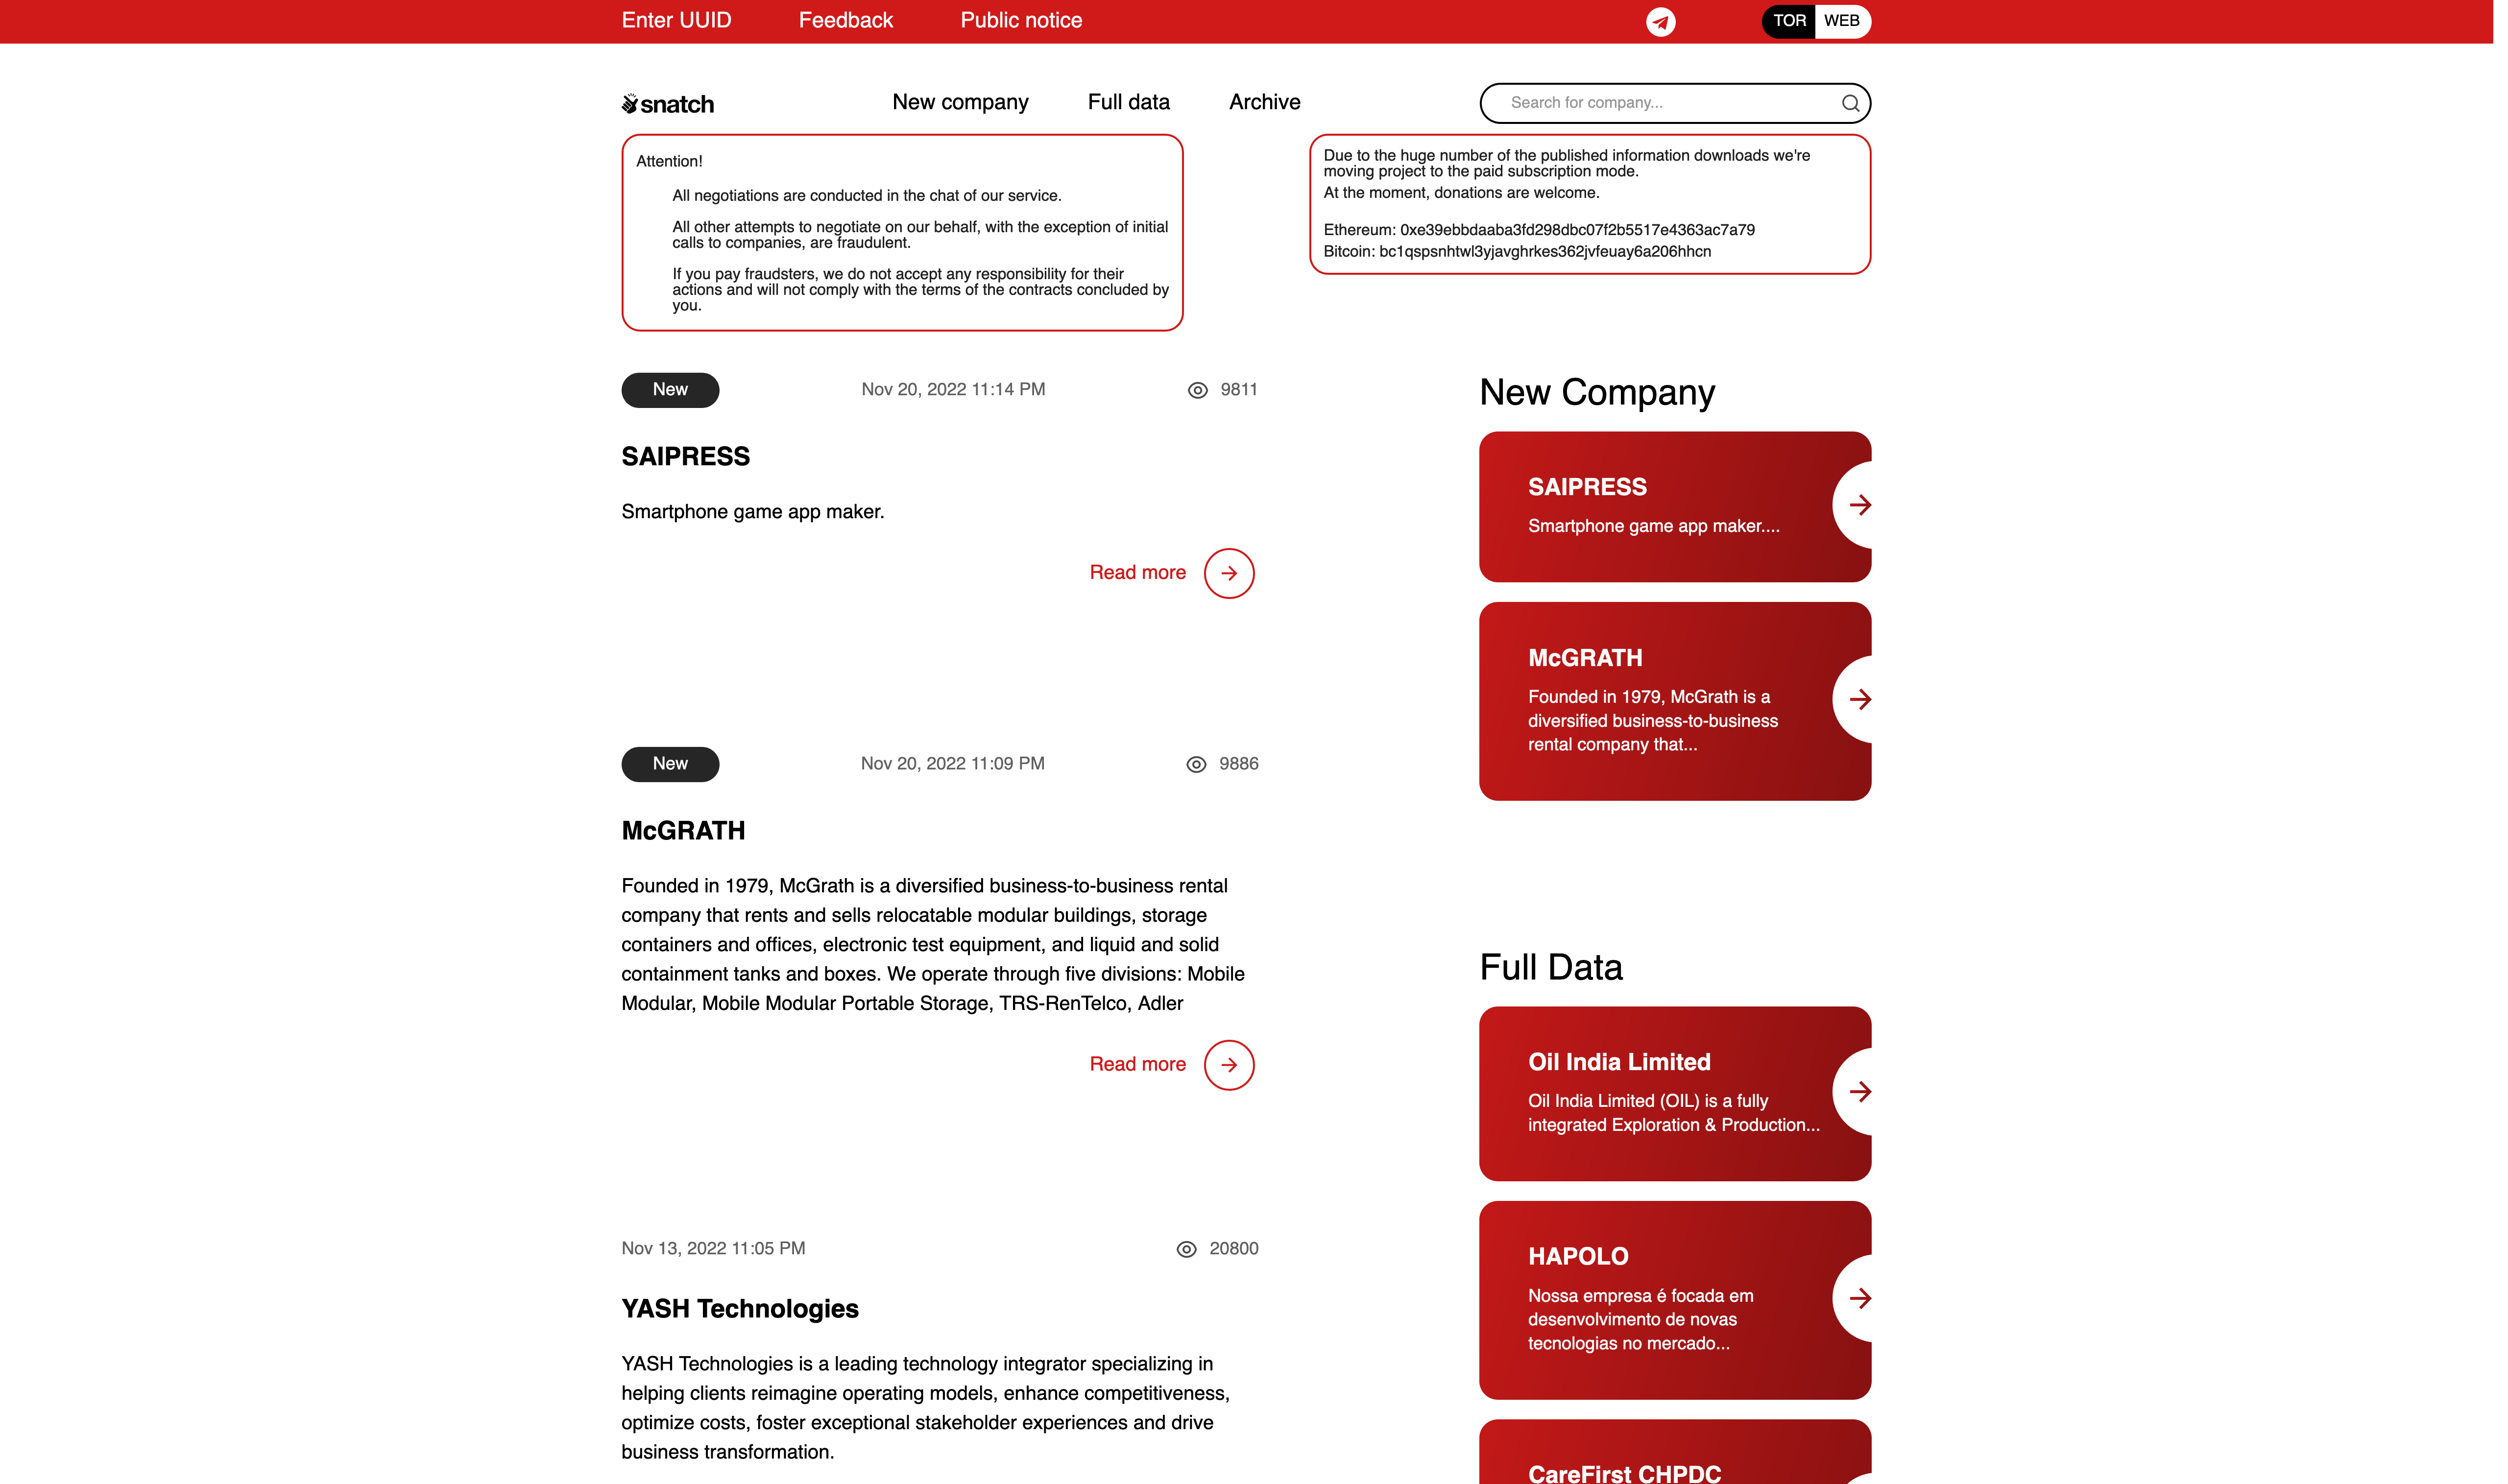 Enter UUID
Feedback
Public notice
TOR
WEB
snatch
New company
Full data
Archive
Search for company...
Attention!
All negotiations are conducted in the chat of our service.
All other attempts to negotiate on our behalf, with the exception of initial
calls to companies, are fraudulent.
If you pay fraudsters, we do not accept any responsibility for their
actions and will not comply with the terms of the contracts concluded by
you.
Due to the huge number of the published information downloads we're
moving project to the paid subscription mode.
At the moment, donations are welcome.
Ethereum: 0xe39ebbdaaba3fd298dbc07f2b5517e4363ac7a79
Bitcoin: bc1qspsnhtwl3yjavghrkes362jvfeuay6a206hhcn
New
Nov 20, 2022 11:14 PM
9811
SAIPRESS
Smartphone game app maker.
Read more
New
Nov 20, 2022 11:09 PM
9886
McGRATH
Founded in 1979, McGrath is a diversified business-to-business rental
company that rents and sells relocatable modular buildings, storage
containers and offices, electronic test equipment, and liquid and solid
containment tanks and boxes. We operate through five divisions: Mobile
Modular, Mobile Modular Portable Storage, TRS-RenTelco, Adler
Read more
Nov 13, 2022 11:05 PM
20800
YASH Technologies
YASH Technologies is a leading technology integrator specializing in
helping clients reimagine operating models, enhance competitiveness,
optimize costs, foster exceptional stakeholder experiences and drive
business transformation.
New Company
SAIPRESS
Smartphone game app maker....
McGRATH
Founded in 1979, McGrath is a
diversified business-to-business
rental company that...
Full Data
Oil India Limited
Oil India Limited (OIL) is a fully
integrated Exploration & Production...
HAPOLO
Nossa empresa é focada em
desenvolvimento de novas
tecnologias no mercado...
CareFirst CHPDC